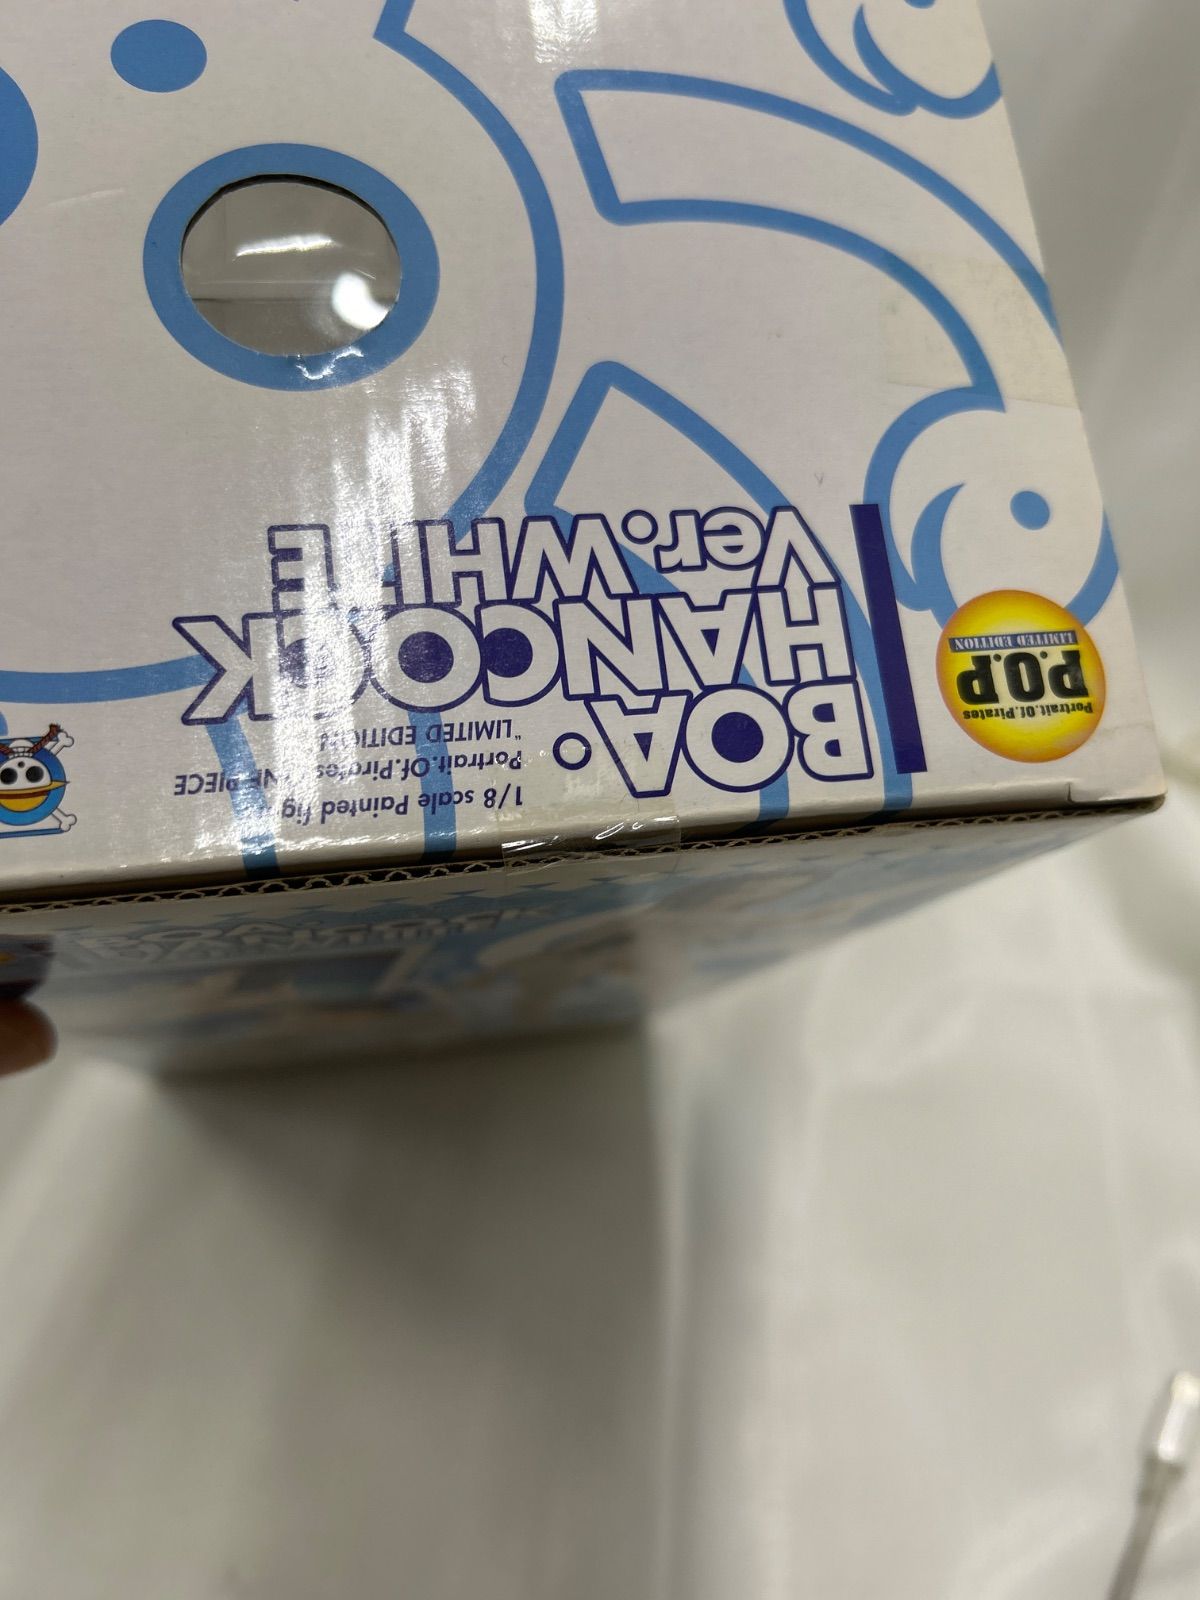 Portrait.Of.Pirates
P.O.P
LIMITED EDITION
BOA・
HANCOCK
Ver.WHITE
1/8 scale Painted fig
Portrait.Of.Pirates PIECE
"LIMITED EDITION